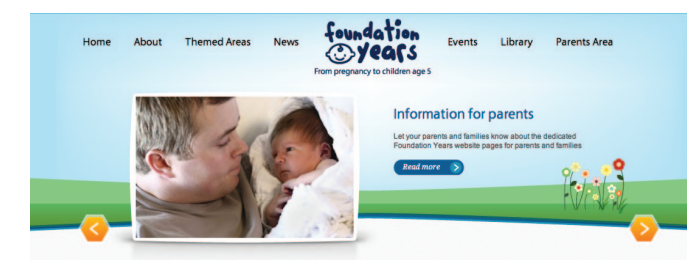 Home About Themed Areas News foundation years Events Library Parents Area
From pregnancy to children age 5
Information for parents
Let your parents and families know about the dedicated
Foundation Years website pages for parents and families
Read more